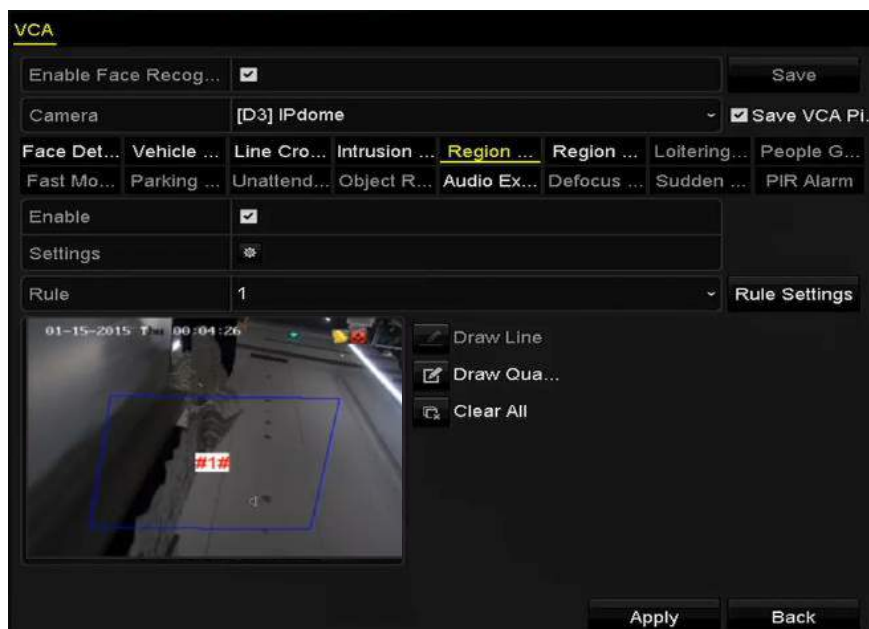 VCA
Enable Face Recog... Save
Camera [D3] IPdome Save VCA Pi.
Face Det... Vehicle ... Line Cro... Intrusion ... Region ... Region ... Loitering... People G...
Fast Mo... Parking ... Unattend... Object R... Audio Ex... Defocus ... Sudden ... PIR Alarm
Enable
Settings
Rule 1 Rule Settings
01-15-2015 Thu 00:04:26
Draw Line
Draw Qua...
Clear All
#1#
Apply Back